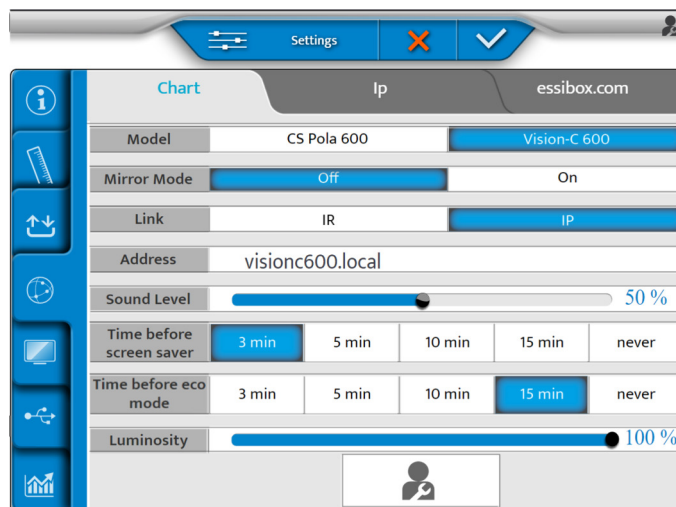 Settings
Chart Ip essibox.com
Model CS Pola 600 Vision-C 600
Mirror Mode Off On
Link IR IP
Address visionc600.local
Sound Level 50 %
Time before
screen saver 3 min 5 min 10 min 15 min never
Time before eco
mode 3 min 5 min 10 min 15 min never
Luminosity 100 %